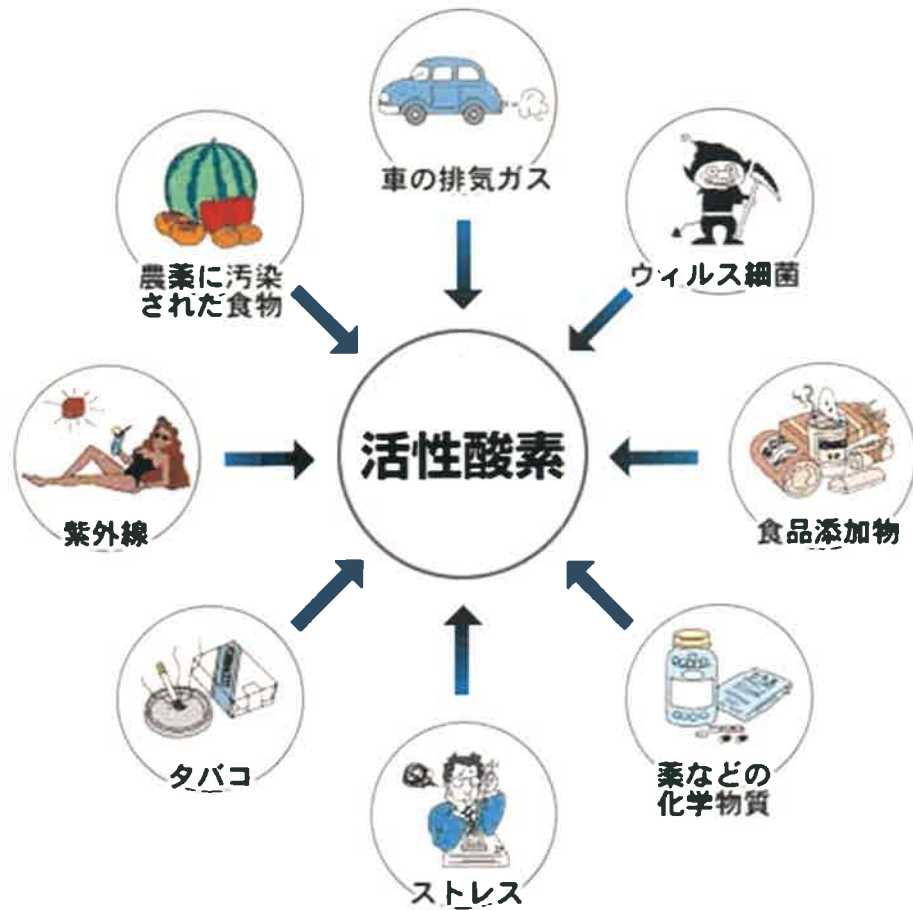 車の排気ガス
ウィルス細菌
食品添加物
薬などの
化学物質
ストレス
タバコ
紫外線
農薬に汚染
された食物
活性酸素